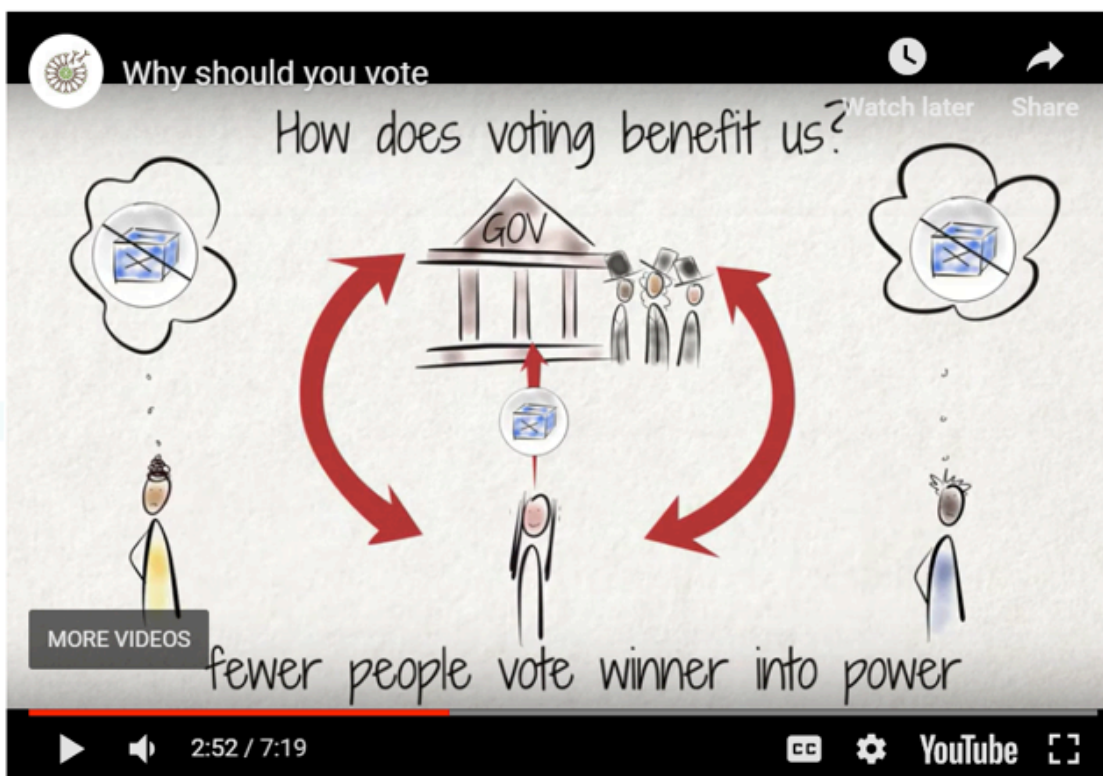 Why should you vote
Watch later Share
How does voting benefit us?
GOV
MORE VIDEOS
fewer people vote winner into power
2:52 / 7:19
CC
YouTube